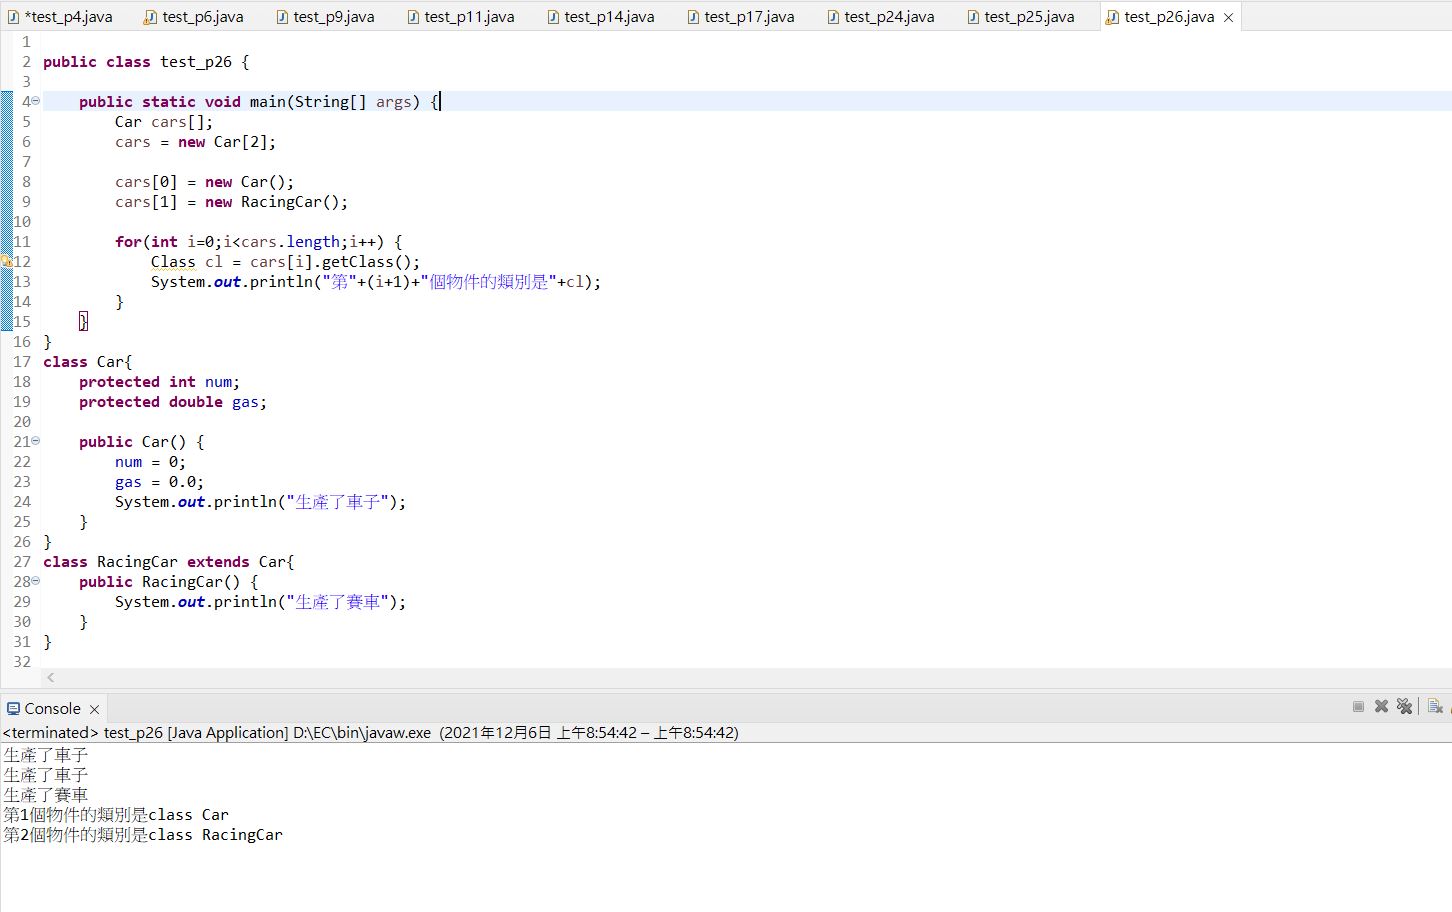 *test_p4.java test_p6.java test_p9.java test_p11.java test_p14.java test_p17.java test_p24.java test_p25.java test_p26.java
1
2 public class test_p26 {
3
4 public static void main(String[] args) {
5 Car cars[];
6 cars = new Car[2];
7
8 cars[0] = new Car();
9 cars[1] = new RacingCar();
10
11 for(int i=0;i<cars.length;i++) {
12 Class cl = cars[i].getClass();
13 System.out.println("第"+(i+1)+"個物件的類別是"+cl);
14 }
15 }
16 }
17 class Car{
18 protected int num;
19 protected double gas;
20
21 public Car() {
22 num = 0;
23 gas = 0.0;
24 System.out.println("生產了車子");
25 }
26 }
27 class RacingCar extends Car{
28 public RacingCar() {
29 System.out.println("生產了賽車");
30 }
31 }
32
Console
<terminated> test_p26 [Java Application] D:\EC\bin\javaw.exe (2021年12月6日 上午8:54:42 – 上午8:54:42)
生產了車子
生產了車子
生產了賽車
第1個物件的類別是class Car
第2個物件的類別是class RacingCar